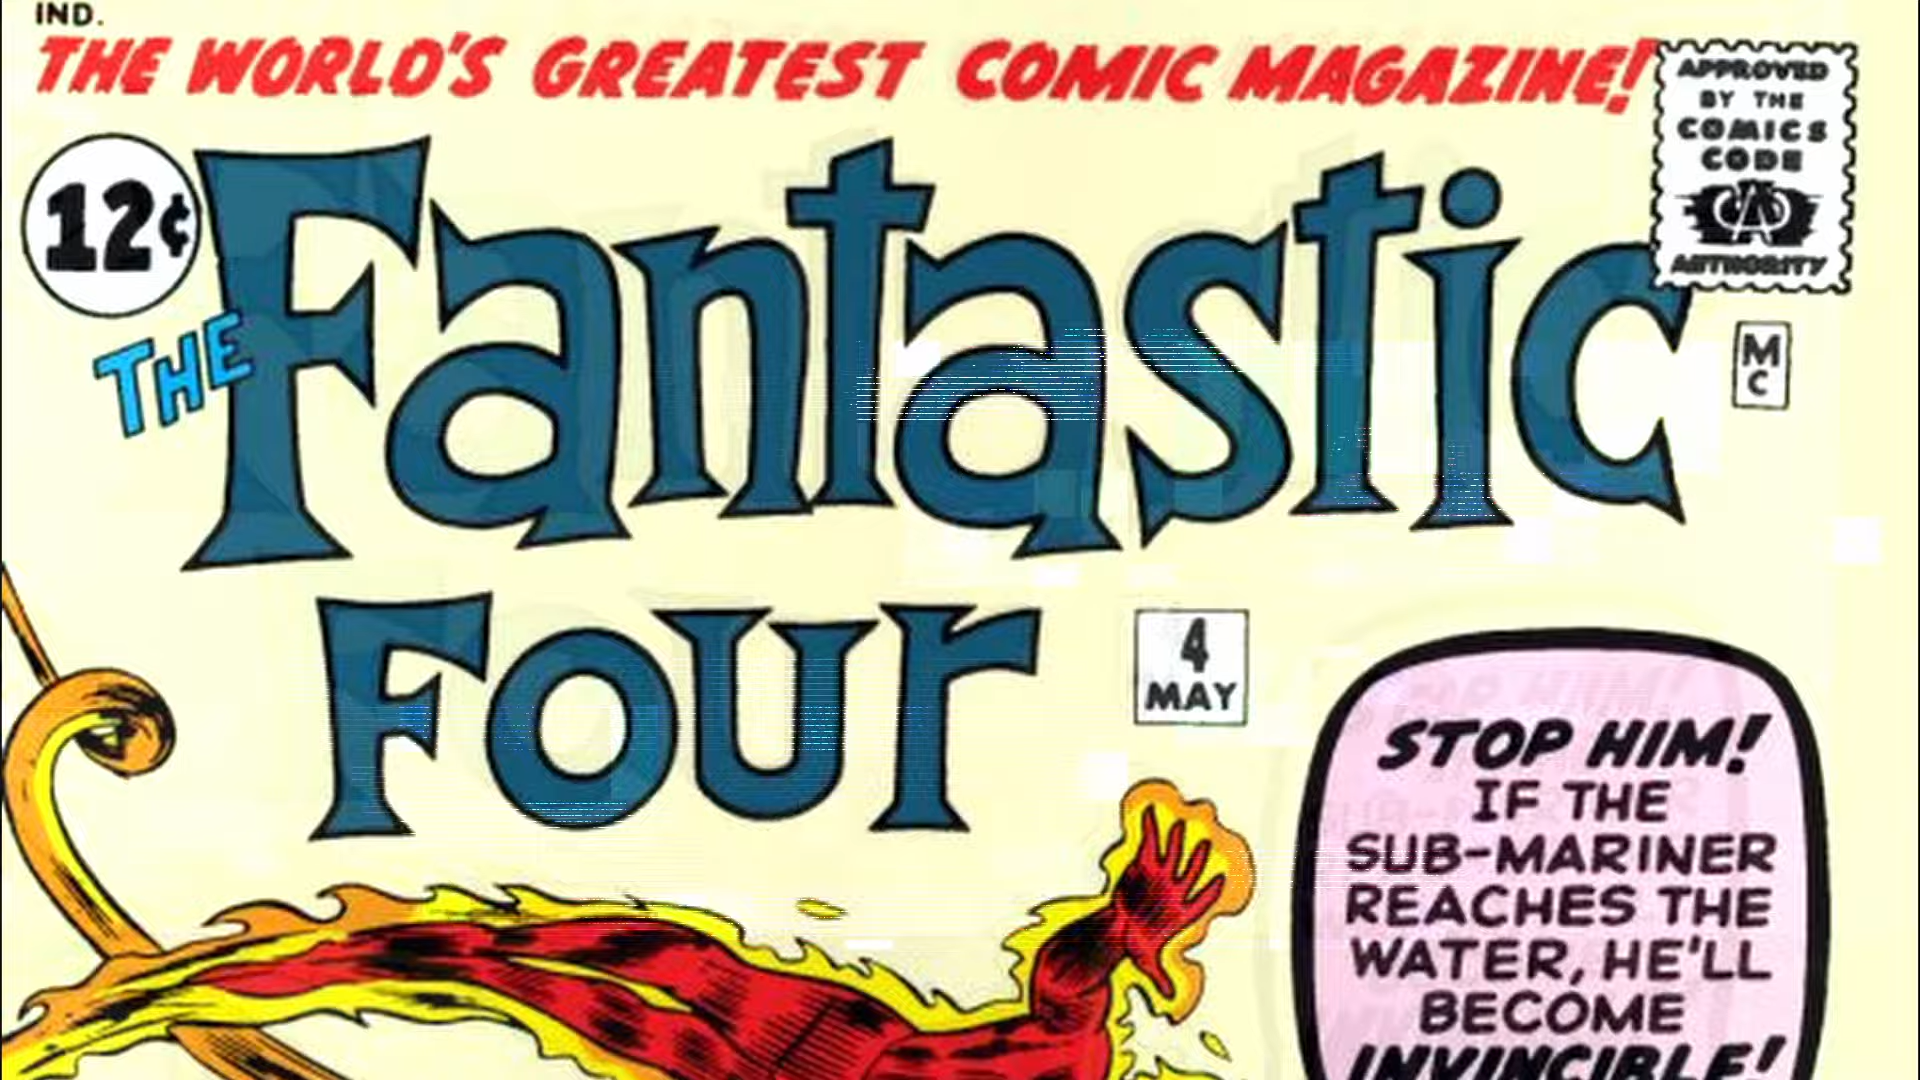 IND.
THE WORLD'S GREATEST COMIC MAGAZINE!
APPROVED
BY THE
COMICS
CODE
CA
AUTHORITY
12¢
THE
Fantastic
Four
M
C
4
MAY
STOP HIM!
IF THE
SUB-MARINER
REACHES THE
WATER, HE'LL
BECOME
INVINCIBLE!